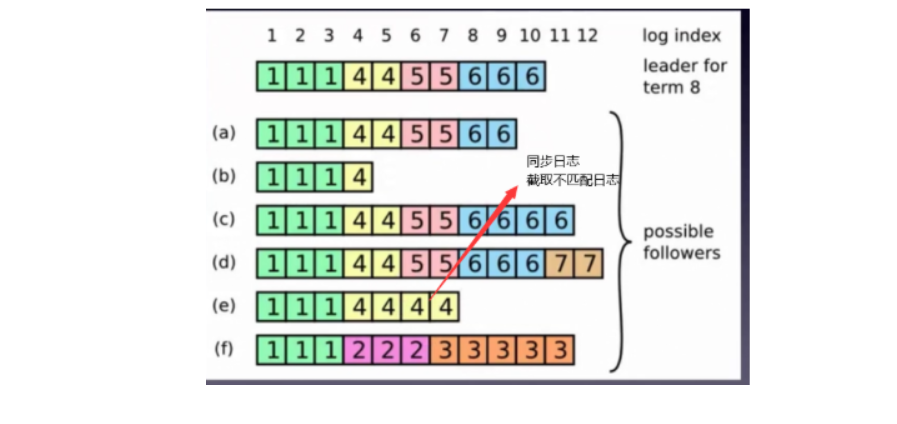 1 2 3 4 5 6 7 8 9 10 11 12 log index
1 1 1 4 4 5 5 6 6 6 leader for
term 8
(a) 1 1 1 4 4 5 5 6 6
同步日志
(b) 1 1 1 4 截取不匹配日志
(c) 1 1 1 4 4 5 5 6 6 6 6
possible
followers
(d) 1 1 1 4 4 5 5 6 6 6 7 7
(e) 1 1 1 4 4 4 4
(f) 1 1 1 2 2 2 3 3 3 3 3